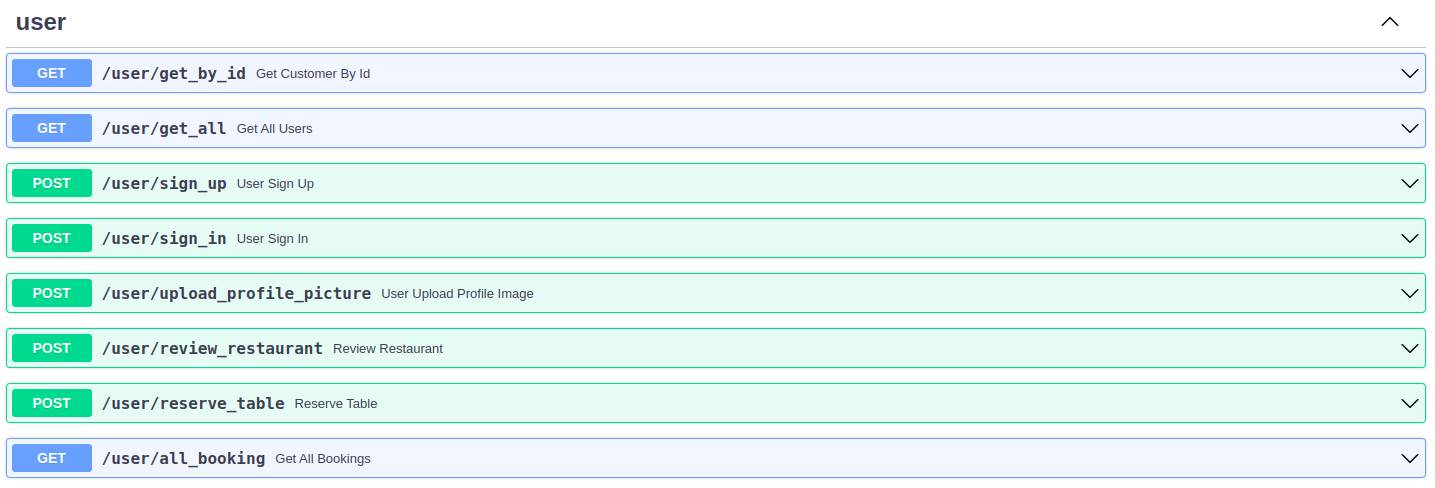 user
GET /user/get_by_id Get Customer By Id
GET /user/get_all Get All Users
POST /user/sign_up User Sign Up
POST /user/sign_in User Sign In
POST /user/upload_profile_picture User Upload Profile Image
POST /user/review_restaurant Review Restaurant
POST /user/reserve_table Reserve Table
GET /user/all_booking Get All Bookings